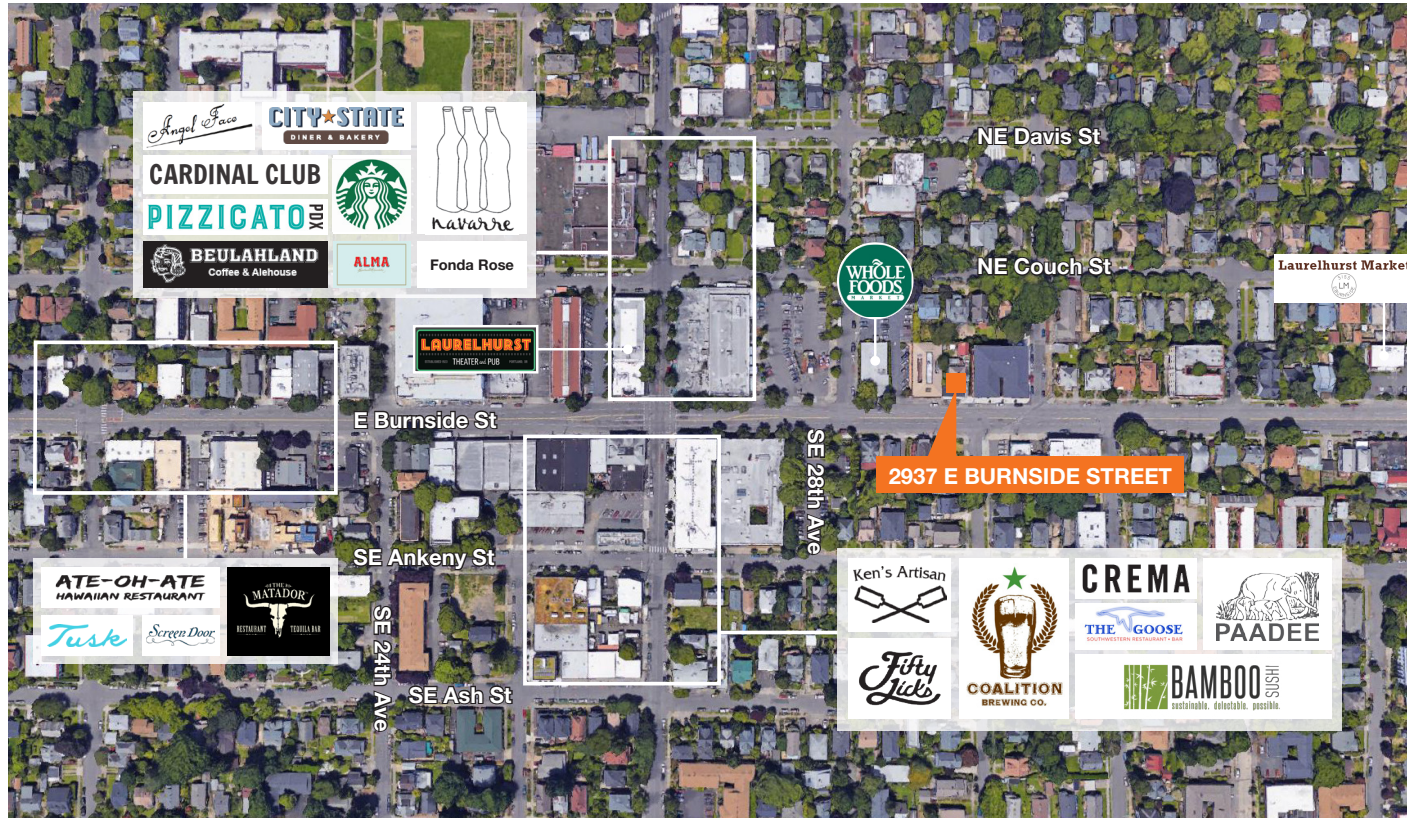 Angel Face
CITY STATE
DINER & BAKERY
CARDINAL CLUB
PIZZICATO PDX
navarre
BEULAHLAND
Coffee & Alehouse
ALMA
Fonda Rose
NE Davis St
NE Couch St
WHOLE
FOODS
MARKET
Laurelhurst Market
LM
LAURELHURST
THEATER and PUB
E Burnside St
2937 E BURNSIDE STREET
SE 28th Ave
SE Ankeny St
SE 24th Ave
SE Ash St
ATE-OH-ATE
HAWAIIAN RESTAURANT
Tusk
Screen Door
THE
MATADOR
RESTAURANT TEQUILA BAR
Ken's Artisan
Fifty
Licks
COALITION
BREWING CO.
CREMA
THE GOOSE
SOUTHWESTERN RESTAURANT • BAR
PAADEE
BAMBOO SUSHI
sustainable. delectable. possible.